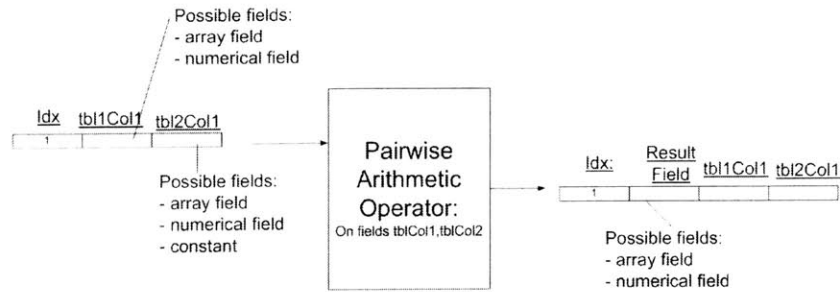 Possible fields:
- array field
- numerical field
Idx tbl1Col1 tbl2Col1
1
Possible fields:
- array field
- numerical field
- constant
Pairwise
Arithmetic
Operator:
On fields tblCol1,tblCol2
Idx: Result Field tbl1Col1 tbl2Col1
1
Possible fields:
- array field
- numerical field